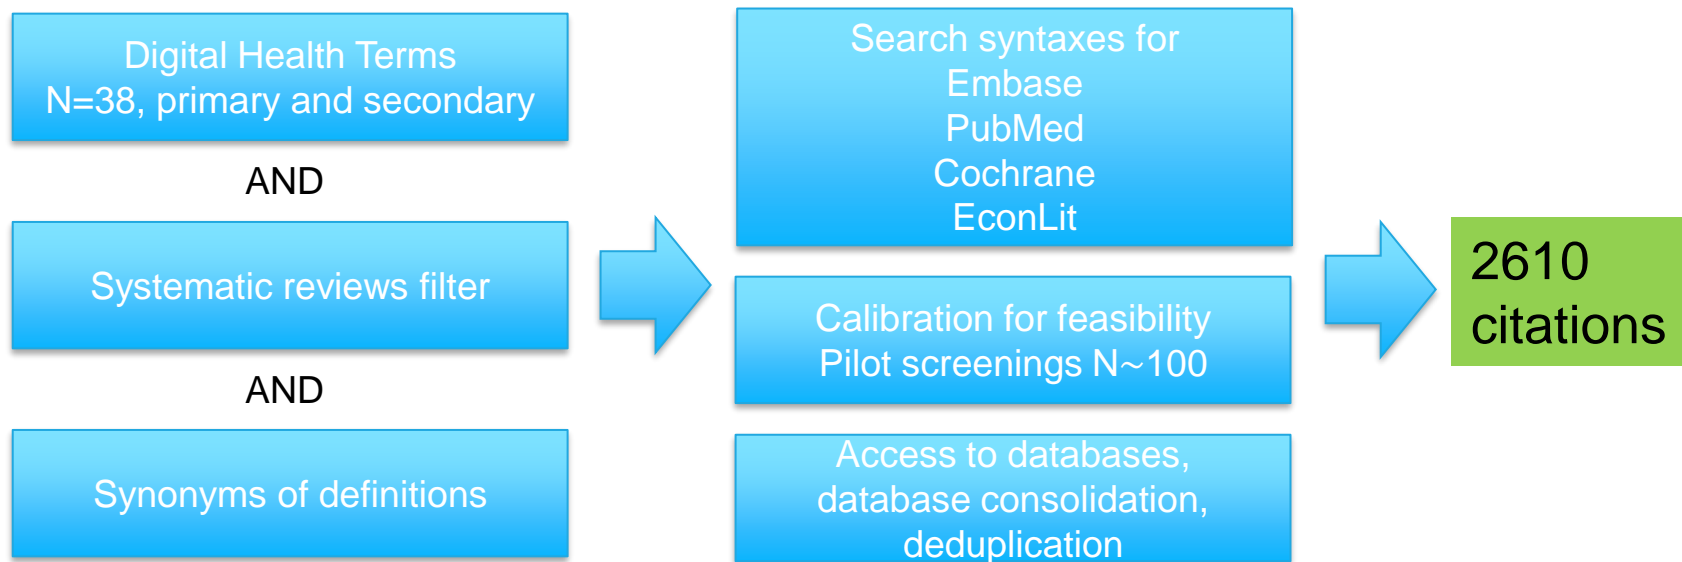 Digital Health Terms
N=38, primary and secondary
AND
Systematic reviews filter
AND
Synonyms of definitions
Search syntaxes for
Embase
PubMed
Cochrane
EconLit
Calibration for feasibility
Pilot screenings N~100
Access to databases,
database consolidation,
deduplication
2610
citations